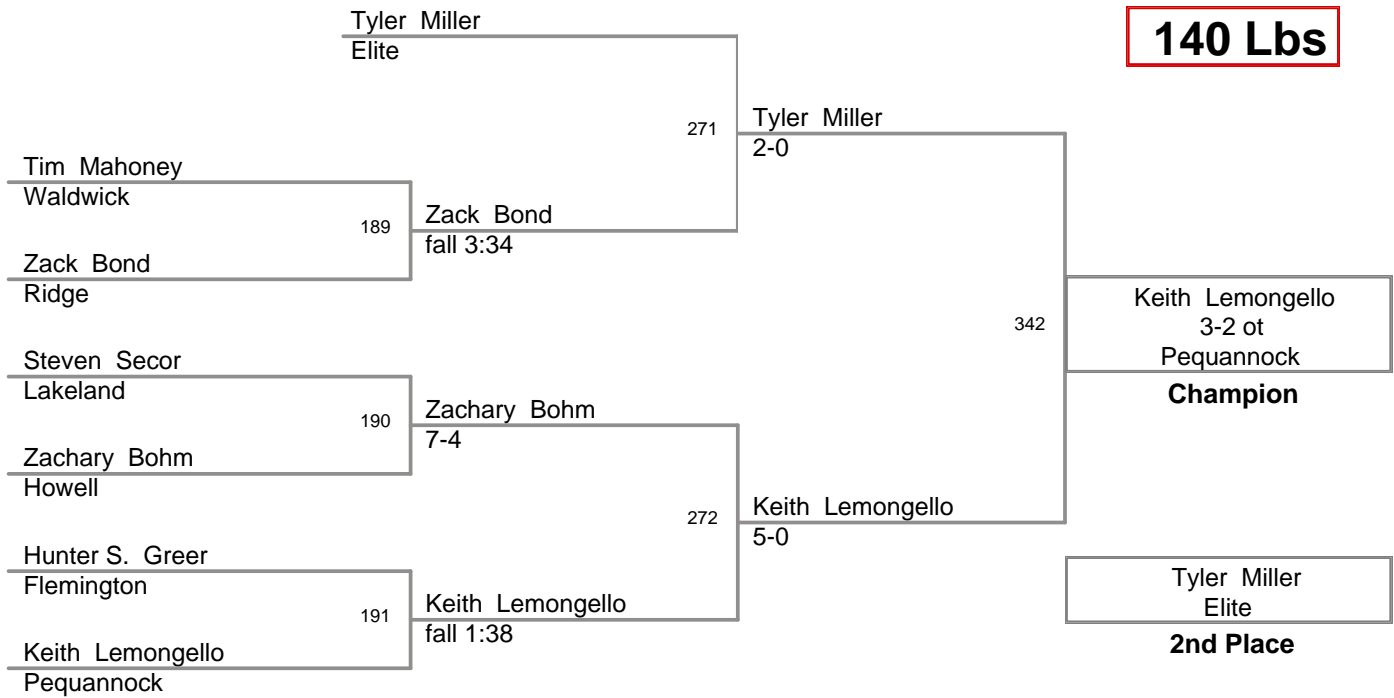 Tyler Miller
Elite
140 Lbs
271
Tyler Miller
2-0
Tim Mahoney
Waldwick
189
Zack Bond
fall 3:34
Zack Bond
Ridge
342
Keith Lemongello
3-2 ot
Pequannock
Champion
Steven Secor
Lakeland
190
Zachary Bohm
7-4
Zachary Bohm
Howell
272
Keith Lemongello
5-0
Hunter S. Greer
Flemington
191
Keith Lemongello
fall 1:38
Keith Lemongello
Pequannock
Tyler Miller
Elite
2nd Place